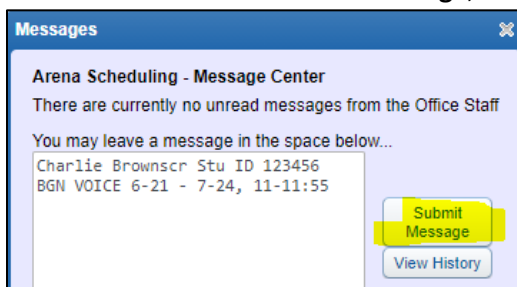 Messages
Arena Scheduling - Message Center
There are currently no unread messages from the Office Staff
You may leave a message in the space below...
Charlie Brownscr Stu ID 123456
BGN VOICE 6-21 - 7-24, 11-11:55
Submit
Message
View History